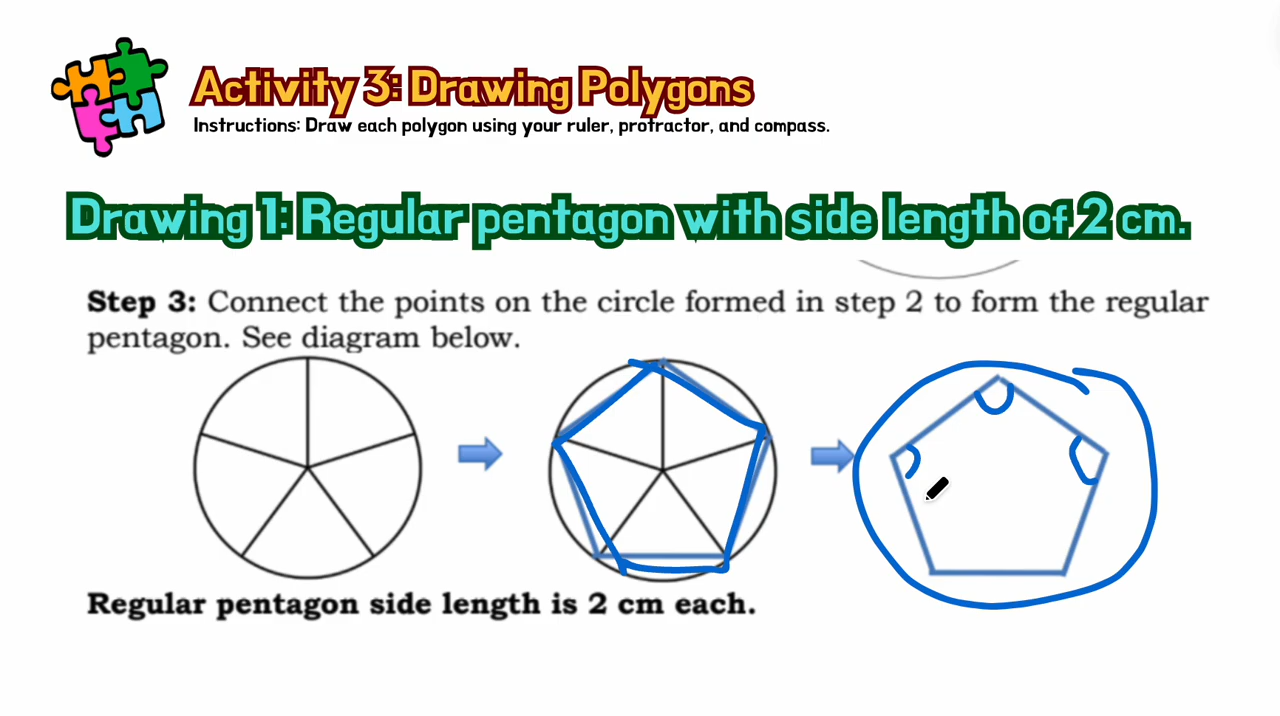 Activity 3: Drawing Polygons
Instructions: Draw each polygon using your ruler, protractor, and compass.
Drawing 1: Regular pentagon with side length of 2 cm.
Step 3: Connect the points on the circle formed in step 2 to form the regular
pentagon. See diagram below.
Regular pentagon side length is 2 cm each.